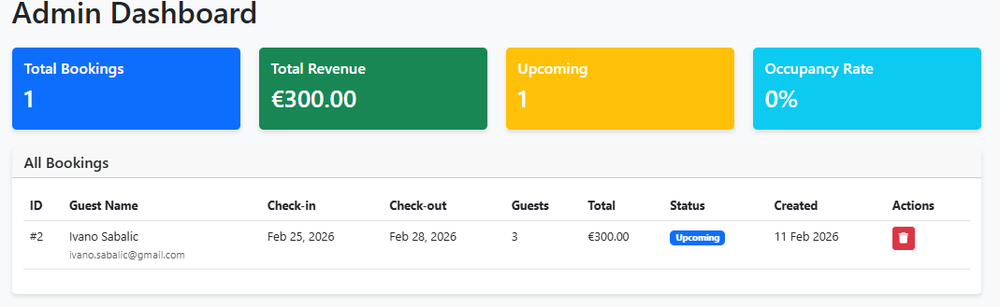 Admin Dashboard
Total Bookings Total Revenue Upcoming Occupancy Rate
1 €300.00 1 0%
All Bookings
ID Guest Name Check-in Check-out Guests Total Status Created Actions
#2 Ivano Sabalic Feb 25, 2026 Feb 28, 2026 3 €300.00 Upcoming 11 Feb 2026
ivano.sabalic@gmail.com